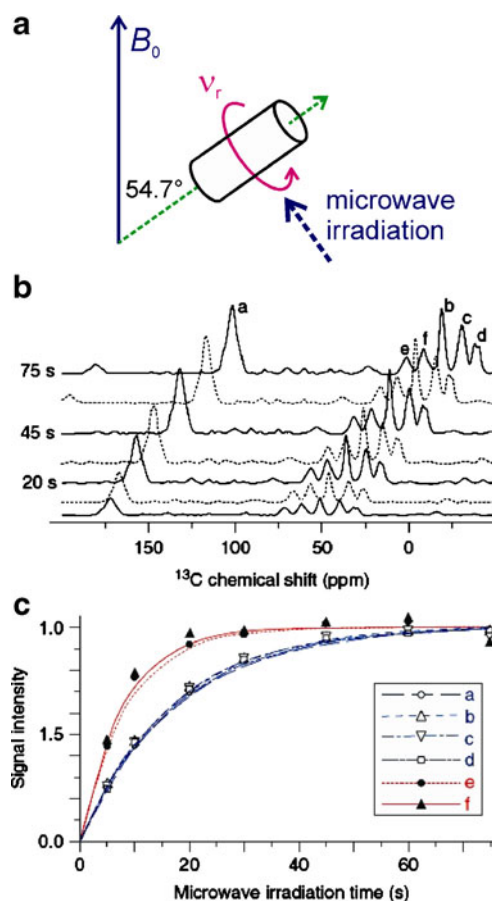 a
B₀
νr
54.7°
microwave
irradiation
b
a
b
c
d
e
f
75 s
45 s
20 s
150
100
50
0
¹³C chemical shift (ppm)
c
1.0
1.5
0.0
Signal intensity
0
20
40
60
Microwave irradiation time (s)
a
b
c
d
e
f